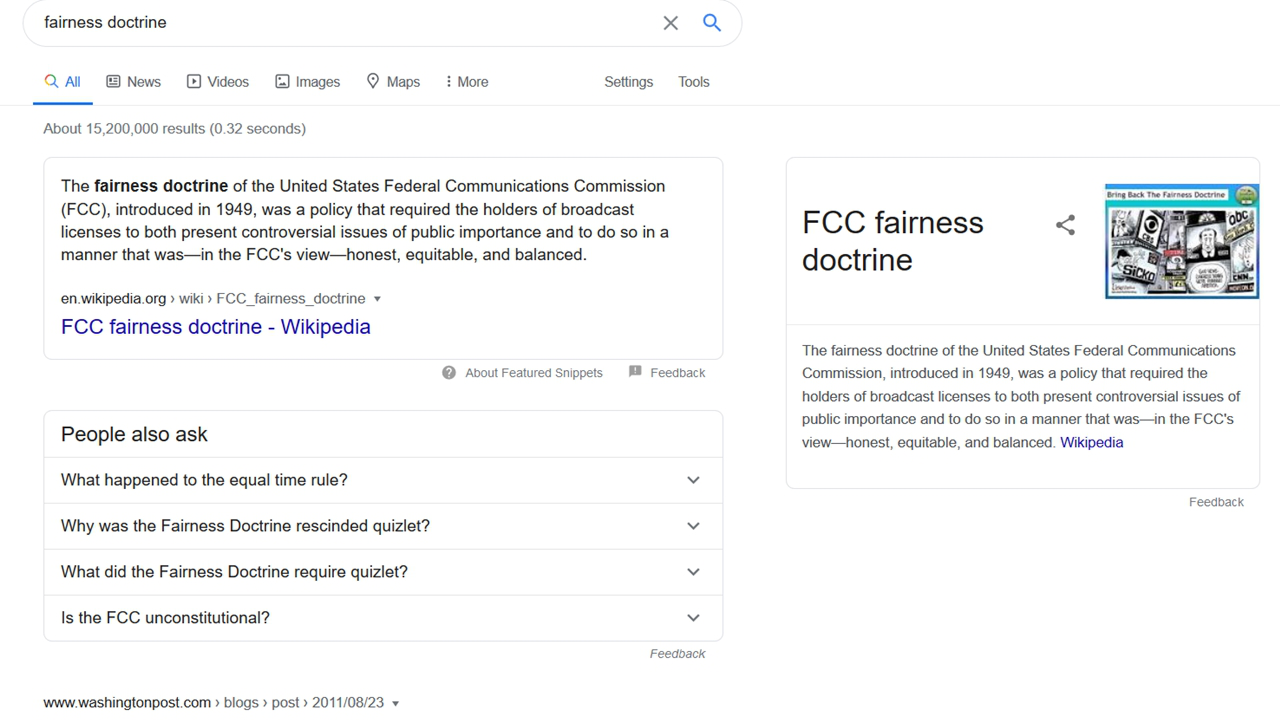 fairness doctrine
All News Videos Images Maps More Settings Tools
About 15,200,000 results (0.32 seconds)
The fairness doctrine of the United States Federal Communications Commission
(FCC), introduced in 1949, was a policy that required the holders of broadcast
licenses to both present controversial issues of public importance and to do so in a
manner that was—in the FCC's view—honest, equitable, and balanced.
en.wikipedia.org › wiki › FCC_fairness_doctrine
FCC fairness doctrine - Wikipedia
About Featured Snippets Feedback
People also ask
What happened to the equal time rule?
Why was the Fairness Doctrine rescinded quizlet?
What did the Fairness Doctrine require quizlet?
Is the FCC unconstitutional?
Feedback
www.washingtonpost.com › blogs › post › 2011/08/23
FCC fairness
doctrine
Bring Back The Fairness Doctrine
CBS
abc
SICKO
CNN
The fairness doctrine of the United States Federal Communications
Commission, introduced in 1949, was a policy that required the
holders of broadcast licenses to both present controversial issues of
public importance and to do so in a manner that was—in the FCC's
view—honest, equitable, and balanced. Wikipedia
Feedback